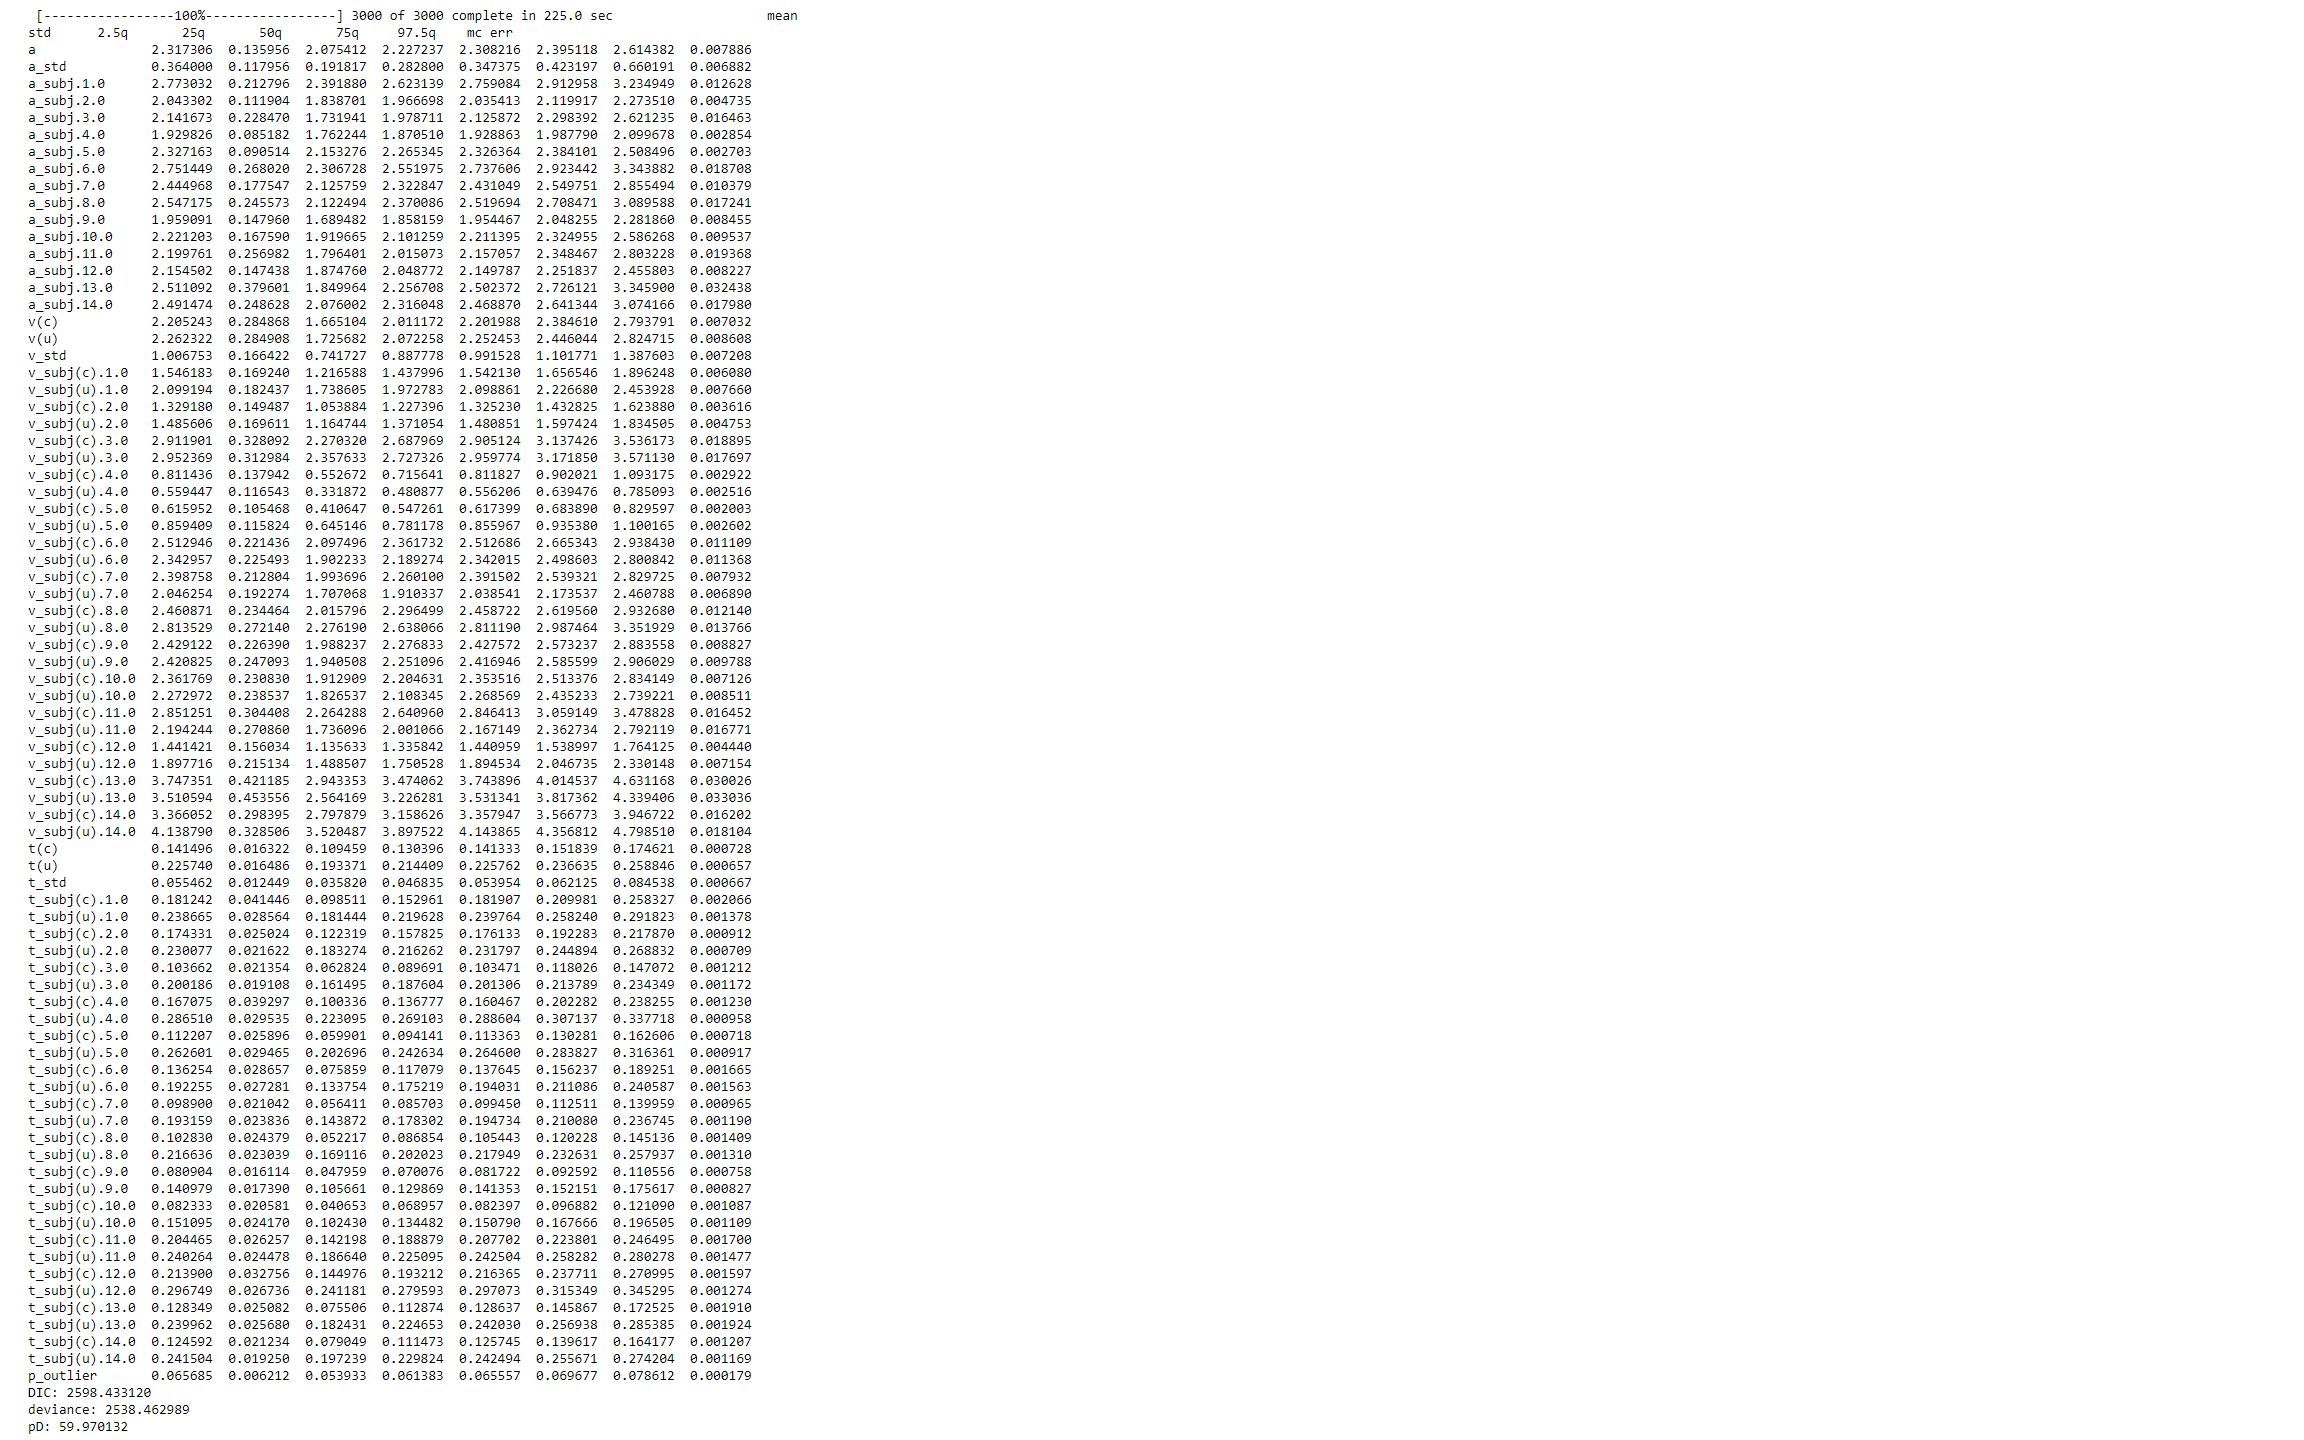 [-----------------100%-----------------] 3000 of 3000 complete in 225.0 sec                    mean
std      2.5q       25q       50q       75q     97.5q    mc err
a               2.317306  0.135956  2.075412  2.227237  2.308216  2.395118  2.614382  0.007886
a_std           0.364000  0.117956  0.191817  0.282800  0.347375  0.423197  0.660191  0.006882
a_subj.1.0      2.773032  0.212796  2.391880  2.623139  2.759084  2.912958  3.234949  0.012628
a_subj.2.0      2.043302  0.111904  1.838701  1.966698  2.035413  2.119917  2.273510  0.004735
a_subj.3.0      2.141673  0.228470  1.731941  1.978711  2.125872  2.298392  2.621235  0.016463
a_subj.4.0      1.929826  0.085182  1.762244  1.870510  1.928863  1.987790  2.099678  0.002854
a_subj.5.0      2.327163  0.090514  2.153276  2.265345  2.326364  2.384101  2.508496  0.002703
a_subj.6.0      2.751449  0.268020  2.306728  2.551975  2.737606  2.923442  3.343882  0.018708
a_subj.7.0      2.444968  0.177547  2.125759  2.322847  2.431049  2.549751  2.855494  0.010379
a_subj.8.0      2.547175  0.245573  2.122494  2.370086  2.519694  2.708471  3.089588  0.017241
a_subj.9.0      1.959091  0.147960  1.689482  1.858159  1.954467  2.048255  2.281860  0.008455
a_subj.10.0     2.221203  0.167590  1.919665  2.101259  2.211395  2.324955  2.586268  0.009537
a_subj.11.0     2.199761  0.256982  1.796401  2.015073  2.157057  2.348467  2.803228  0.019368
a_subj.12.0     2.154502  0.147438  1.874760  2.048772  2.149787  2.251837  2.455803  0.008227
a_subj.13.0     2.511092  0.379601  1.849964  2.256708  2.502372  2.726121  3.345900  0.032438
a_subj.14.0     2.491474  0.248628  2.076002  2.316048  2.468870  2.641344  3.074166  0.017980
v(c)            2.205243  0.284868  1.665104  2.011172  2.201988  2.384610  2.793791  0.007032
v(u)            2.262322  0.284908  1.725682  2.072258  2.252453  2.446044  2.824715  0.008608
v_std           1.006753  0.166422  0.741727  0.887778  0.991528  1.101771  1.387603  0.007208
v_subj(c).1.0   1.546183  0.169240  1.216588  1.437996  1.542130  1.656546  1.896248  0.006080
v_subj(u).1.0   2.099194  0.182437  1.738605  1.972783  2.098861  2.226680  2.453928  0.007660
v_subj(c).2.0   1.329180  0.149487  1.053884  1.227396  1.325230  1.432825  1.623880  0.003616
v_subj(u).2.0   1.485606  0.169611  1.164744  1.371054  1.480851  1.597424  1.834505  0.004753
v_subj(c).3.0   2.911901  0.328092  2.270320  2.687969  2.905124  3.137426  3.536173  0.018895
v_subj(u).3.0   2.952369  0.312984  2.357633  2.727326  2.959774  3.171850  3.571130  0.017697
v_subj(c).4.0   0.811436  0.137942  0.552672  0.715641  0.811827  0.902021  1.093175  0.002922
v_subj(u).4.0   0.559447  0.116543  0.331872  0.480877  0.556206  0.639476  0.785093  0.002516
v_subj(c).5.0   0.615952  0.105468  0.410647  0.547261  0.617399  0.683890  0.829597  0.002003
v_subj(u).5.0   0.859409  0.115824  0.645146  0.781178  0.855967  0.935380  1.100165  0.002602
v_subj(c).6.0   2.512946  0.221436  2.097496  2.361732  2.512686  2.665343  2.938430  0.011109
v_subj(u).6.0   2.342957  0.225493  1.902233  2.189274  2.342015  2.498603  2.800842  0.011368
v_subj(c).7.0   2.398758  0.212804  1.993696  2.260100  2.391502  2.539321  2.829725  0.007932
v_subj(u).7.0   2.046254  0.192274  1.707068  1.910337  2.038541  2.173537  2.460788  0.006890
v_subj(c).8.0   2.460871  0.234464  2.015796  2.296499  2.458722  2.619560  2.932680  0.012140
v_subj(u).8.0   2.813529  0.272140  2.276190  2.638066  2.811190  2.987464  3.351929  0.013766
v_subj(c).9.0   2.429122  0.226390  1.988237  2.276833  2.427572  2.573237  2.883558  0.008827
v_subj(u).9.0   2.420825  0.247093  1.940508  2.251096  2.416946  2.585599  2.906029  0.009788
v_subj(c).10.0  2.361769  0.230830  1.912909  2.204631  2.353516  2.513376  2.834149  0.007126
v_subj(u).10.0  2.272972  0.238537  1.826537  2.108345  2.268569  2.435233  2.739221  0.008511
v_subj(c).11.0  2.851251  0.304408  2.264288  2.640960  2.846413  3.059149  3.478828  0.016452
v_subj(u).11.0  2.194244  0.270860  1.736096  2.001066  2.167149  2.362734  2.792119  0.016771
v_subj(c).12.0  1.441421  0.156034  1.135633  1.335842  1.440959  1.538997  1.764125  0.004440
v_subj(u).12.0  1.897716  0.215134  1.488507  1.750528  1.894534  2.046735  2.330148  0.007154
v_subj(c).13.0  3.747351  0.421185  2.943353  3.474062  3.743896  4.014537  4.631168  0.030026
v_subj(u).13.0  3.510594  0.453556  2.564169  3.226281  3.531341  3.817362  4.339406  0.033036
v_subj(c).14.0  3.366052  0.298395  2.797879  3.158626  3.357947  3.566773  3.946722  0.016202
v_subj(u).14.0  4.138790  0.328506  3.520487  3.897522  4.143865  4.356812  4.798510  0.018104
t(c)            0.141496  0.016322  0.109459  0.130396  0.141333  0.151839  0.174621  0.000728
t(u)            0.225740  0.016486  0.193371  0.214409  0.225762  0.236635  0.258846  0.000657
t_std           0.055462  0.012449  0.035820  0.046835  0.053954  0.062125  0.084538  0.000667
t_subj(c).1.0   0.181242  0.041446  0.098511  0.152961  0.181907  0.209981  0.258327  0.002066
t_subj(u).1.0   0.238665  0.028564  0.181444  0.219628  0.239764  0.258240  0.291823  0.001378
t_subj(c).2.0   0.174331  0.025024  0.122319  0.157825  0.176133  0.192283  0.217870  0.000912
t_subj(u).2.0   0.230077  0.021622  0.183274  0.216262  0.231797  0.244894  0.268832  0.000709
t_subj(c).3.0   0.103662  0.021354  0.062824  0.089691  0.103471  0.118026  0.147072  0.001212
t_subj(u).3.0   0.200186  0.019108  0.161495  0.187604  0.201306  0.213789  0.234349  0.001172
t_subj(c).4.0   0.167075  0.039297  0.100336  0.136777  0.160467  0.202282  0.238255  0.001230
t_subj(u).4.0   0.286510  0.029535  0.223095  0.269103  0.288604  0.307137  0.337718  0.000958
t_subj(c).5.0   0.112207  0.025896  0.059901  0.094141  0.113363  0.130281  0.162606  0.000718
t_subj(u).5.0   0.262601  0.029465  0.202696  0.242634  0.264600  0.283827  0.316361  0.000917
t_subj(c).6.0   0.136254  0.028657  0.075859  0.117079  0.137645  0.156237  0.189251  0.001665
t_subj(u).6.0   0.192255  0.027281  0.133754  0.175219  0.194031  0.211086  0.240587  0.001563
t_subj(c).7.0   0.098900  0.021042  0.056411  0.085703  0.099450  0.112511  0.139959  0.000965
t_subj(u).7.0   0.193159  0.023836  0.143872  0.178302  0.194734  0.210080  0.236745  0.001190
t_subj(c).8.0   0.102830  0.024379  0.052217  0.086854  0.105443  0.120228  0.145136  0.001409
t_subj(u).8.0   0.216636  0.023039  0.169116  0.202023  0.217949  0.232631  0.257937  0.001310
t_subj(c).9.0   0.080904  0.016114  0.047959  0.070076  0.081722  0.092592  0.110556  0.000758
t_subj(u).9.0   0.140979  0.017390  0.105661  0.129869  0.141353  0.152151  0.175617  0.000827
t_subj(c).10.0  0.082333  0.020581  0.040653  0.068957  0.082397  0.096882  0.121090  0.001087
t_subj(u).10.0  0.151095  0.024170  0.102430  0.134482  0.150790  0.167666  0.196505  0.001109
t_subj(c).11.0  0.204465  0.026257  0.142198  0.188879  0.207702  0.223801  0.246495  0.001700
t_subj(u).11.0  0.240264  0.024478  0.186640  0.225095  0.242504  0.258282  0.280278  0.001477
t_subj(c).12.0  0.213900  0.032756  0.144976  0.193212  0.216365  0.237711  0.270995  0.001597
t_subj(u).12.0  0.296749  0.026736  0.241181  0.279593  0.297073  0.315349  0.345295  0.001274
t_subj(c).13.0  0.128349  0.025082  0.075506  0.112874  0.128637  0.145867  0.172525  0.001910
t_subj(u).13.0  0.239962  0.025680  0.182431  0.224653  0.242030  0.256938  0.285385  0.001924
t_subj(c).14.0  0.124592  0.021234  0.079049  0.111473  0.125745  0.139617  0.164177  0.001207
t_subj(u).14.0  0.241504  0.019250  0.197239  0.229824  0.242494  0.255671  0.274204  0.001169
p_outlier       0.065685  0.006212  0.053933  0.061383  0.065557  0.069677  0.078612  0.000179
DIC: 2598.433120
deviance: 2538.462989
pD: 59.970132